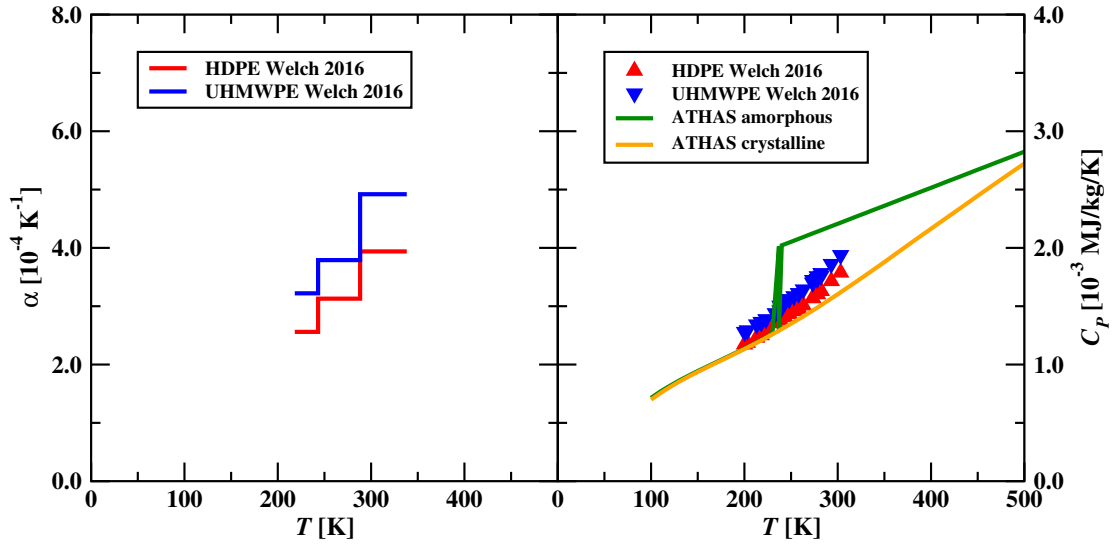 8.0
6.0
4.0
2.0
0.0
α [10⁻⁴ K⁻¹]
0
100
200
300
400
T [K]
HDPE Welch 2016
UHMWPE Welch 2016
HDPE Welch 2016
UHMWPE Welch 2016
ATHAS amorphous
ATHAS crystalline
0
100
200
300
400
500
T [K]
4.0
3.0
2.0
1.0
0.0
C_P [10⁻³ MJ/kg/K]